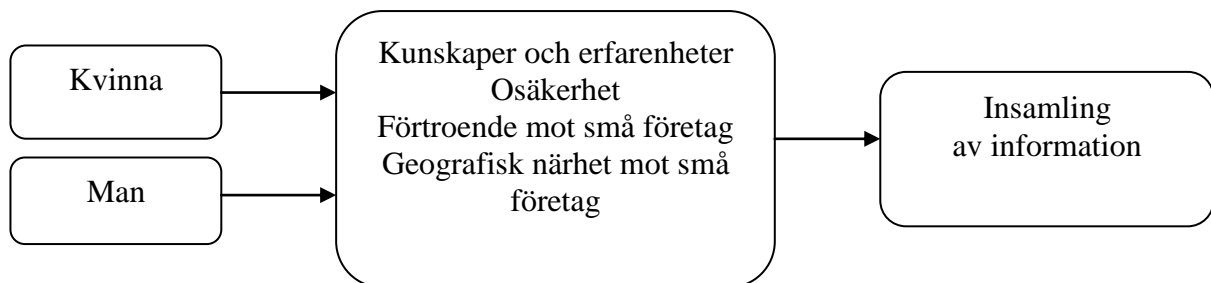 Kvinna
Man
Kunskaper och erfarenheter
Osäkerhet
Förtroende mot små företag
Geografisk närhet mot små
företag
Insamling
av information